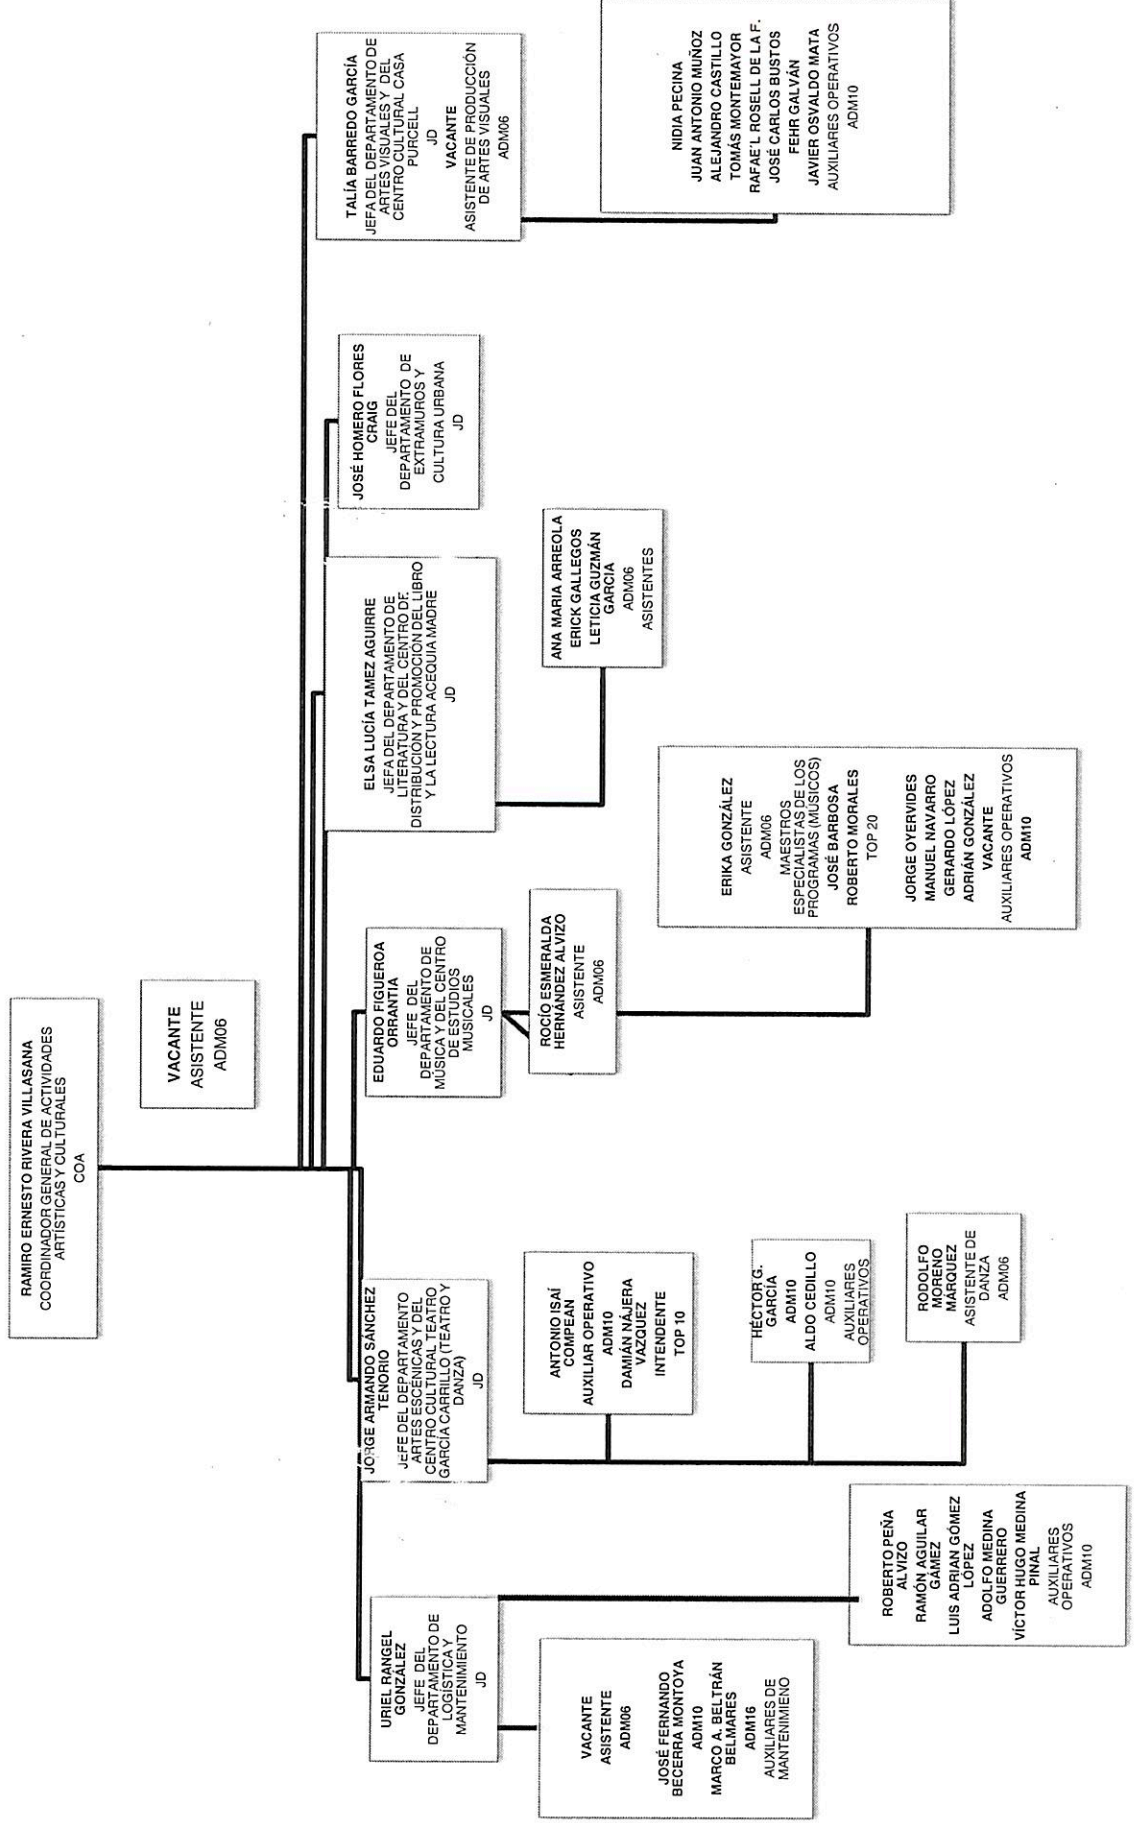 RAMIRO ERNESTO RIVERA VILLASANA
COORDINADOR GENERAL DE ACTIVIDADES
ARTÍSTICAS Y CULTURALES
COA
VACANTE
ASISTENTE
ADM06
URIEL RANGEL
GONZÁLEZ
JEFE DEL
DEPARTAMENTO DE
LOGÍSTICA Y
MANTENIMIENTO
JD
JORGE ARMANDO SÁNCHEZ
TENORIO
JEFE DEL DEPARTAMENTO
ARTES ESCÉNICAS Y DEL
CENTRO CULTURAL TEATRO
GARCÍA CARRILLO (TEATRO Y
DANZA)
JD
EDUARDO FIGUEROA
ORRANTIA
JEFE DEL
DEPARTAMENTO DE
MÚSICA Y DEL CENTRO
DE ESTUDIOS
MUSICALES
JD
ELSA LUCÍA TAMEZ AGUIRRE
JEFA DEL DEPARTAMENTO DE
LITERATURA Y DEL CENTRO DE.
DISTRIBUCIÓN Y PROMOCIÓN DEL LIBRO
Y LA LECTURA ACEQUIA MADRE
JD
JOSÉ HOMERO FLORES
CRAIG
JEFE DEL
DEPARTAMENTO DE
EXTRAMUROS Y
CULTURA URBANA
JD
TALÍA BARREDO GARCÍA
JEFA DEL DEPARTAMENTO DE
ARTES VISUALES Y DEL
CENTRO CULTURAL CASA
PURCELL
JD
VACANTE
ASISTENTE DE PRODUCCIÓN
DE ARTES VISUALES
ADM06
VACANTE
ASISTENTE
ADM06
JOSÉ FERNANDO
BECERRA MONTOYA
ADM10
MARCO A. BELTRÁN
BELMARES
ADM16
AUXILIARES DE
MANTENIMIENO
ROBERTO PEÑA
ALVIZO
RAMÓN AGUILAR
GÁMEZ
LUIS ADRIAN GÓMEZ
LÓPEZ
ADOLFO MEDINA
GUERRERO
VÍCTOR HUGO MEDINA
PINAL
AUXILIARES
OPERATIVOS
ADM10
ANTONIO ISAÍ
COMPEAN
AUXILIAR OPERATIVO
ADM10
DAMIÁN NÁJERA
VAZQUEZ
INTENDENTE
TOP 10
HÉCTOR G.
GARCÍA
ADM10
ALDO CEDILLO
ADM10
AUXILIARES
OPERATIVOS
RODOLFO
MORENO
MÁRQUEZ
ASISTENTE DE
DANZA
ADM06
ROCÍO ESMERALDA
HERNÁNDEZ ALVIZO
ASISTENTE
ADM06
ERIKA GONZÁLEZ
ASISTENTE
ADM06
MAESTROS
ESPECIALISTAS DE LOS
PROGRAMAS (MÚSICOS)
JOSÉ BARBOSA
ROBERTO MORALES
TOP 20
JORGE OYERVIDES
MANUEL NAVARRO
GERARDO LÓPEZ
ADRIÁN GONZÁLEZ
VACANTE
AUXILIARES OPERATIVOS
ADM10
ANA MARIA ARREOLA
ERICK GALLEGOS
LETICIA GUZMÁN
GARCIA
ADM06
ASISTENTES
NIDIA PECINA
JUAN ANTONIO MUÑOZ
ALEJANDRO CASTILLO
TOMÁS MONTEMAYOR
RAFAE'L ROSELL DE LA F.
JOSÉ CARLOS BUSTOS
FEHR GALVÁN
JAVIER OSVALDO MATA
AUXILIARES OPERATIVOS
ADM10